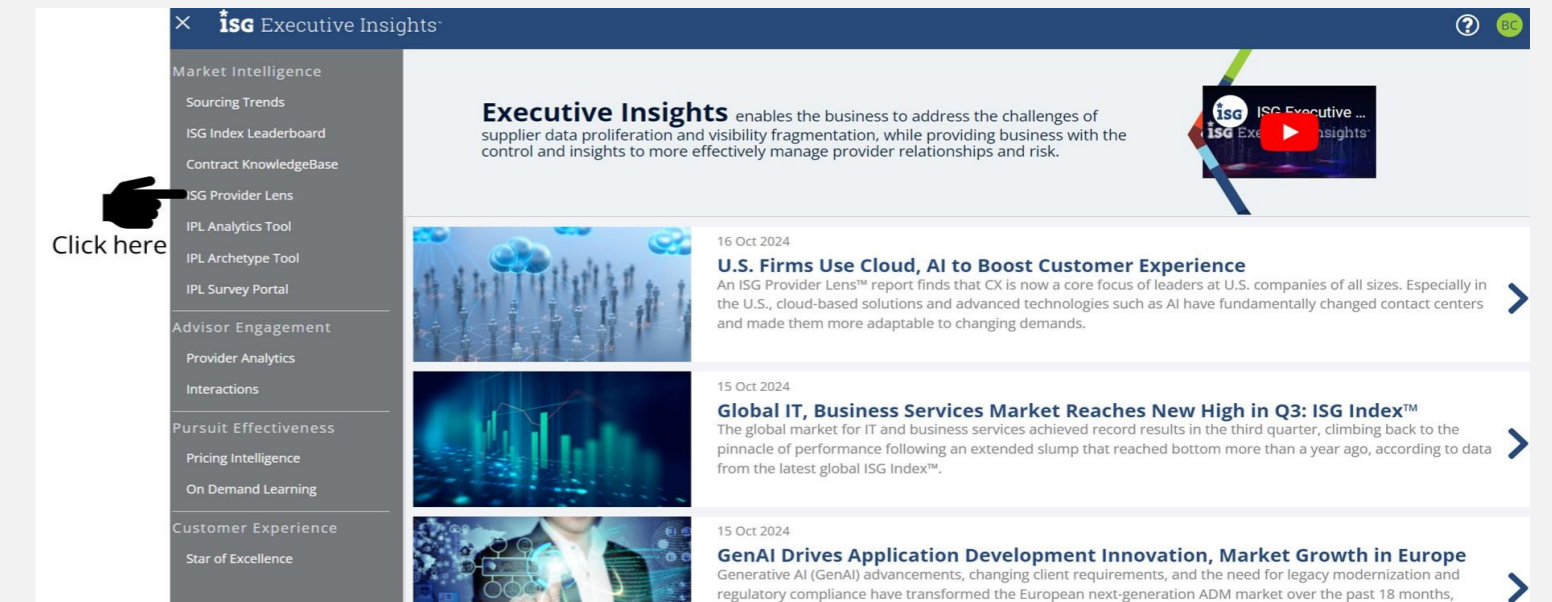 × ISG Executive Insights™
? BC
Market Intelligence
Sourcing Trends
ISG Index Leaderboard
Contract KnowledgeBase
ISG Provider Lens
IPL Analytics Tool
IPL Archetype Tool
IPL Survey Portal
Advisor Engagement
Provider Analytics
Interactions
Pursuit Effectiveness
Pricing Intelligence
On Demand Learning
Customer Experience
Star of Excellence
Click here
Executive Insights enables the business to address the challenges of
supplier data proliferation and visibility fragmentation, while providing business with the
control and insights to more effectively manage provider relationships and risk.
ISG ISG Executive ...
ISG Exe nsights
16 Oct 2024
U.S. Firms Use Cloud, AI to Boost Customer Experience
An ISG Provider Lens™ report finds that CX is now a core focus of leaders at U.S. companies of all sizes. Especially in
the U.S., cloud-based solutions and advanced technologies such as AI have fundamentally changed contact centers
and made them more adaptable to changing demands.
15 Oct 2024
Global IT, Business Services Market Reaches New High in Q3: ISG Index™
The global market for IT and business services achieved record results in the third quarter, climbing back to the
pinnacle of performance following an extended slump that reached bottom more than a year ago, according to data
from the latest global ISG Index™.
15 Oct 2024
GenAI Drives Application Development Innovation, Market Growth in Europe
Generative AI (GenAI) advancements, changing client requirements, and the need for legacy modernization and
regulatory compliance have transformed the European next-generation ADM market over the past 18 months,